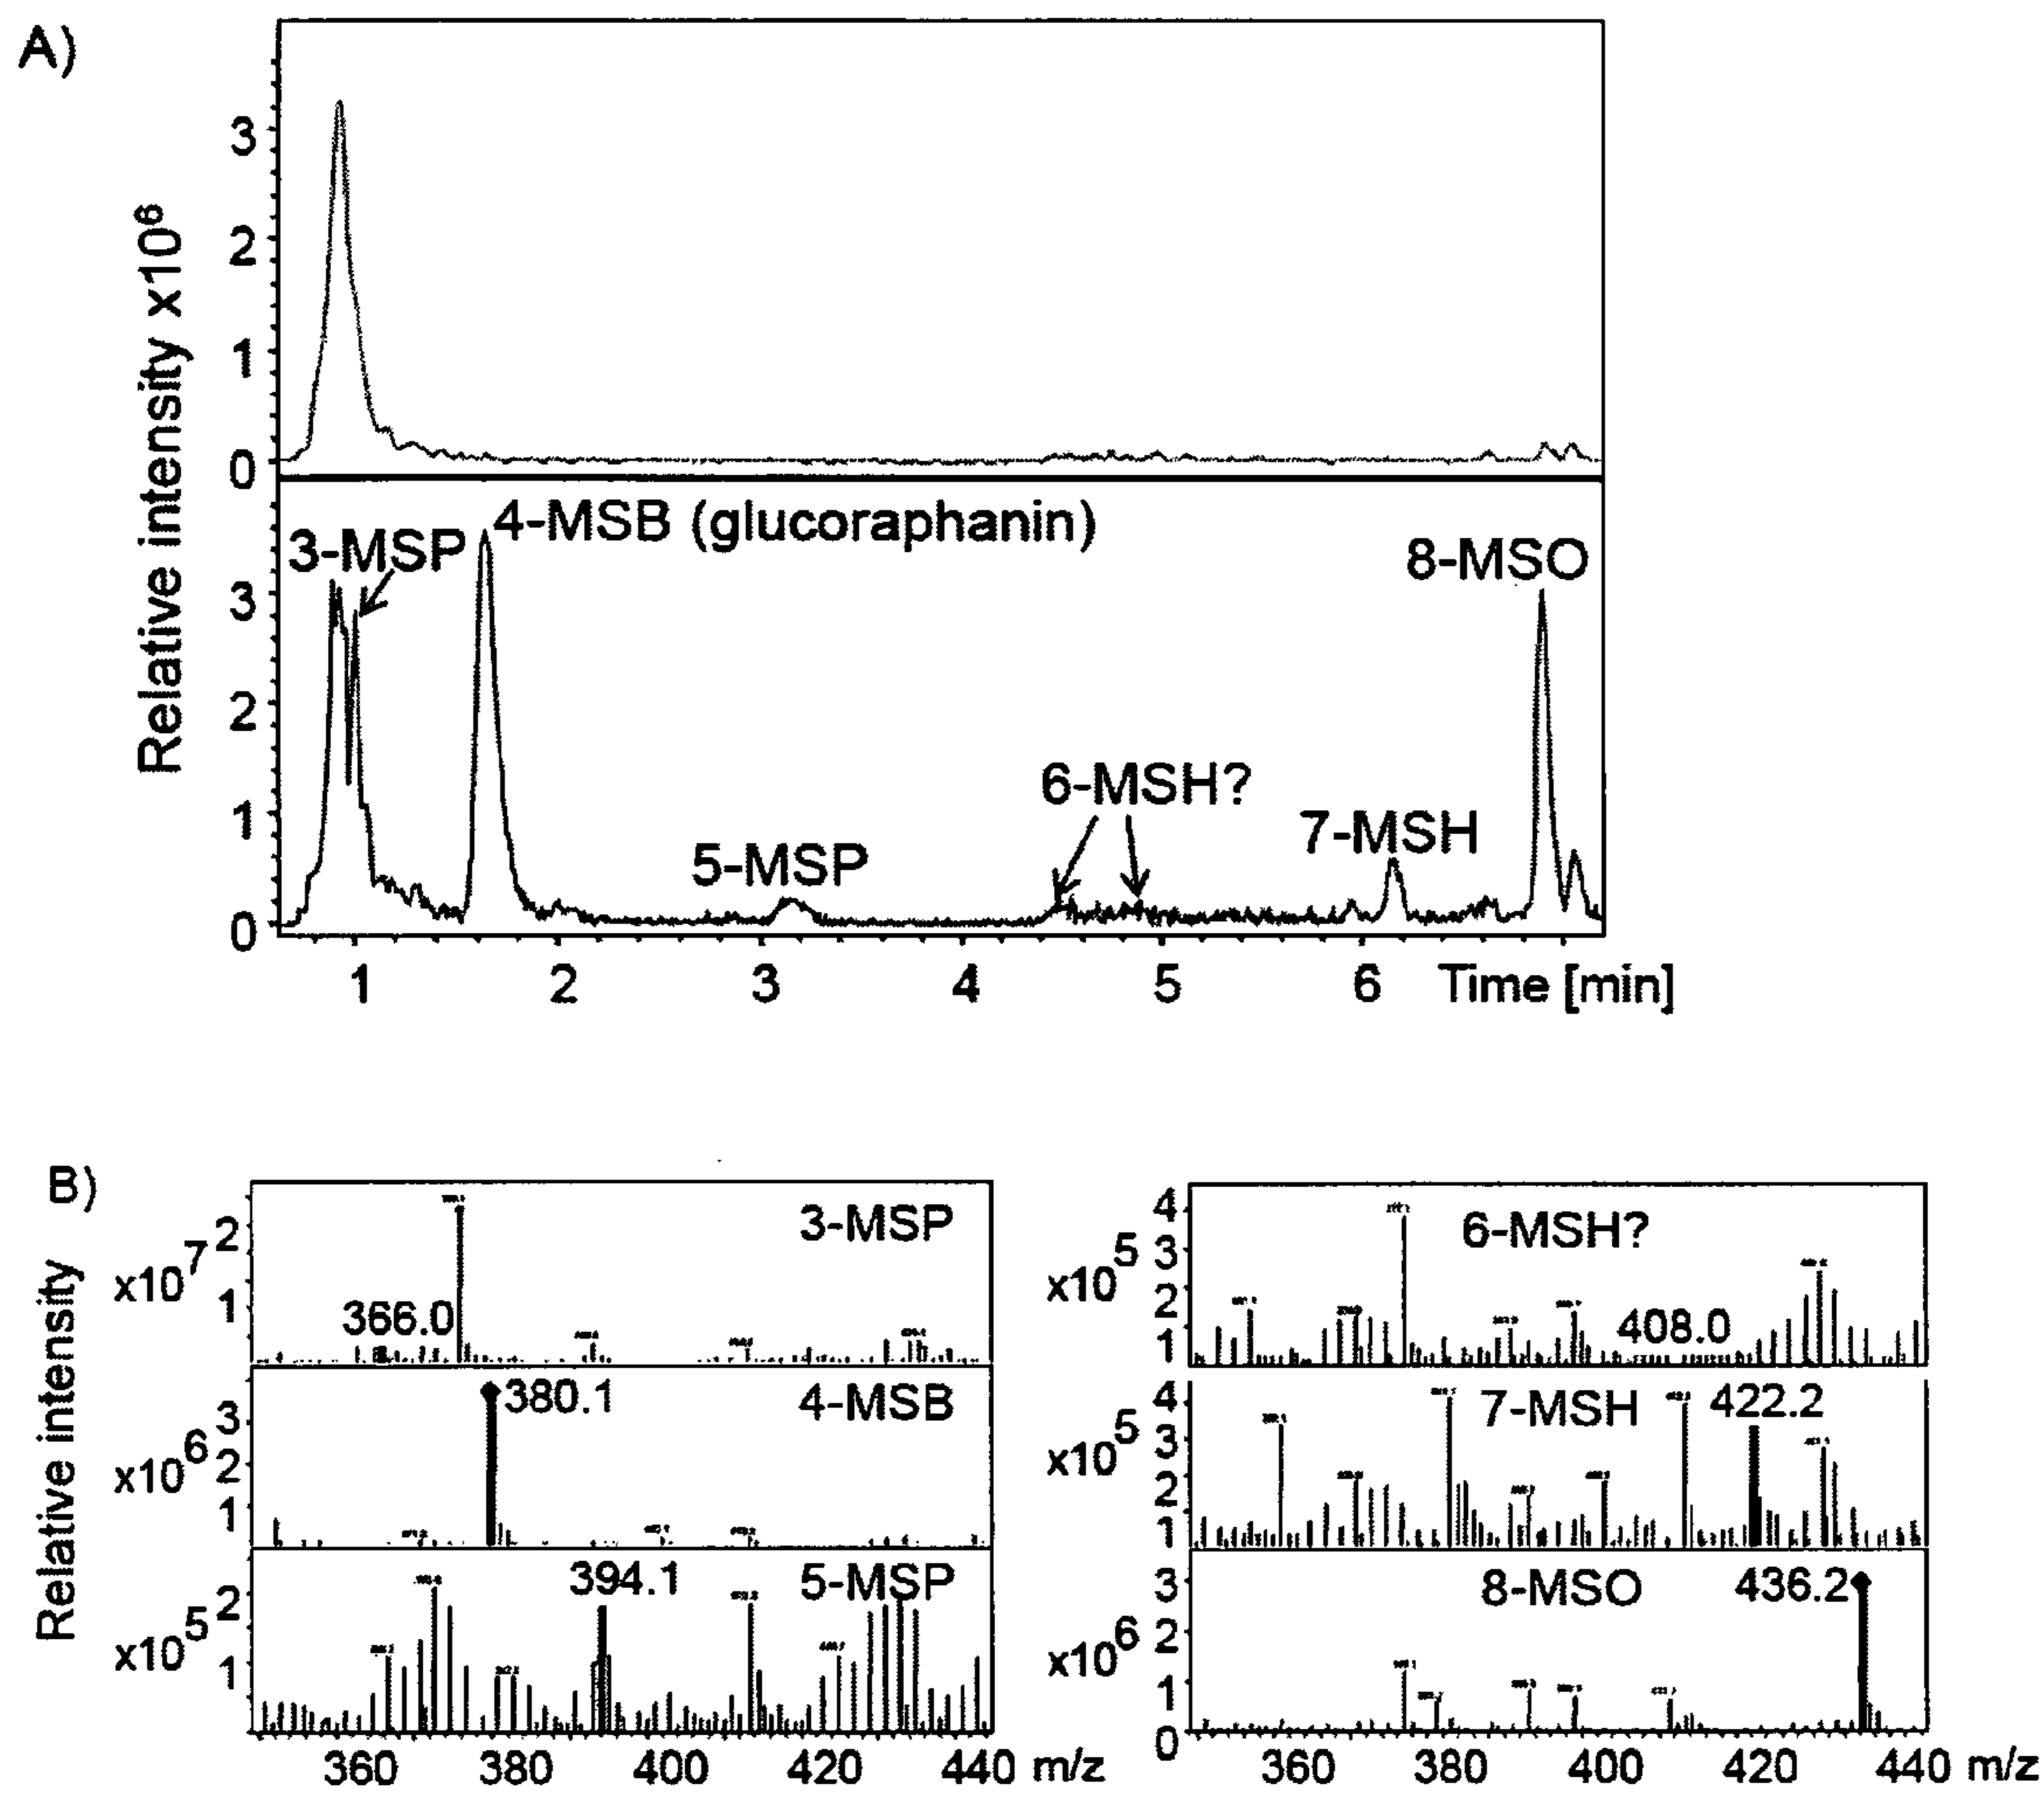 A)
Relative intensity x10⁶
3
2
1
0
3-MSP
4-MSB (glucoraphanin)
8-MSO
3
2
1
0
5-MSP
6-MSH?
7-MSH
1 2 3 4 5 6 Time [min]
B)
Relative intensity
x10⁷
2
1
366.0
3-MSP
x10⁶
3
2
1
380.1
4-MSB
x10⁵
2
1
394.1
5-MSP
360 380 400 420 440 m/z
x10⁵
4
3
2
1
6-MSH?
408.0
x10⁵
4
3
2
1
7-MSH
422.2
x10⁶
3
2
1
0
8-MSO
436.2
360 380 400 420 440 m/z